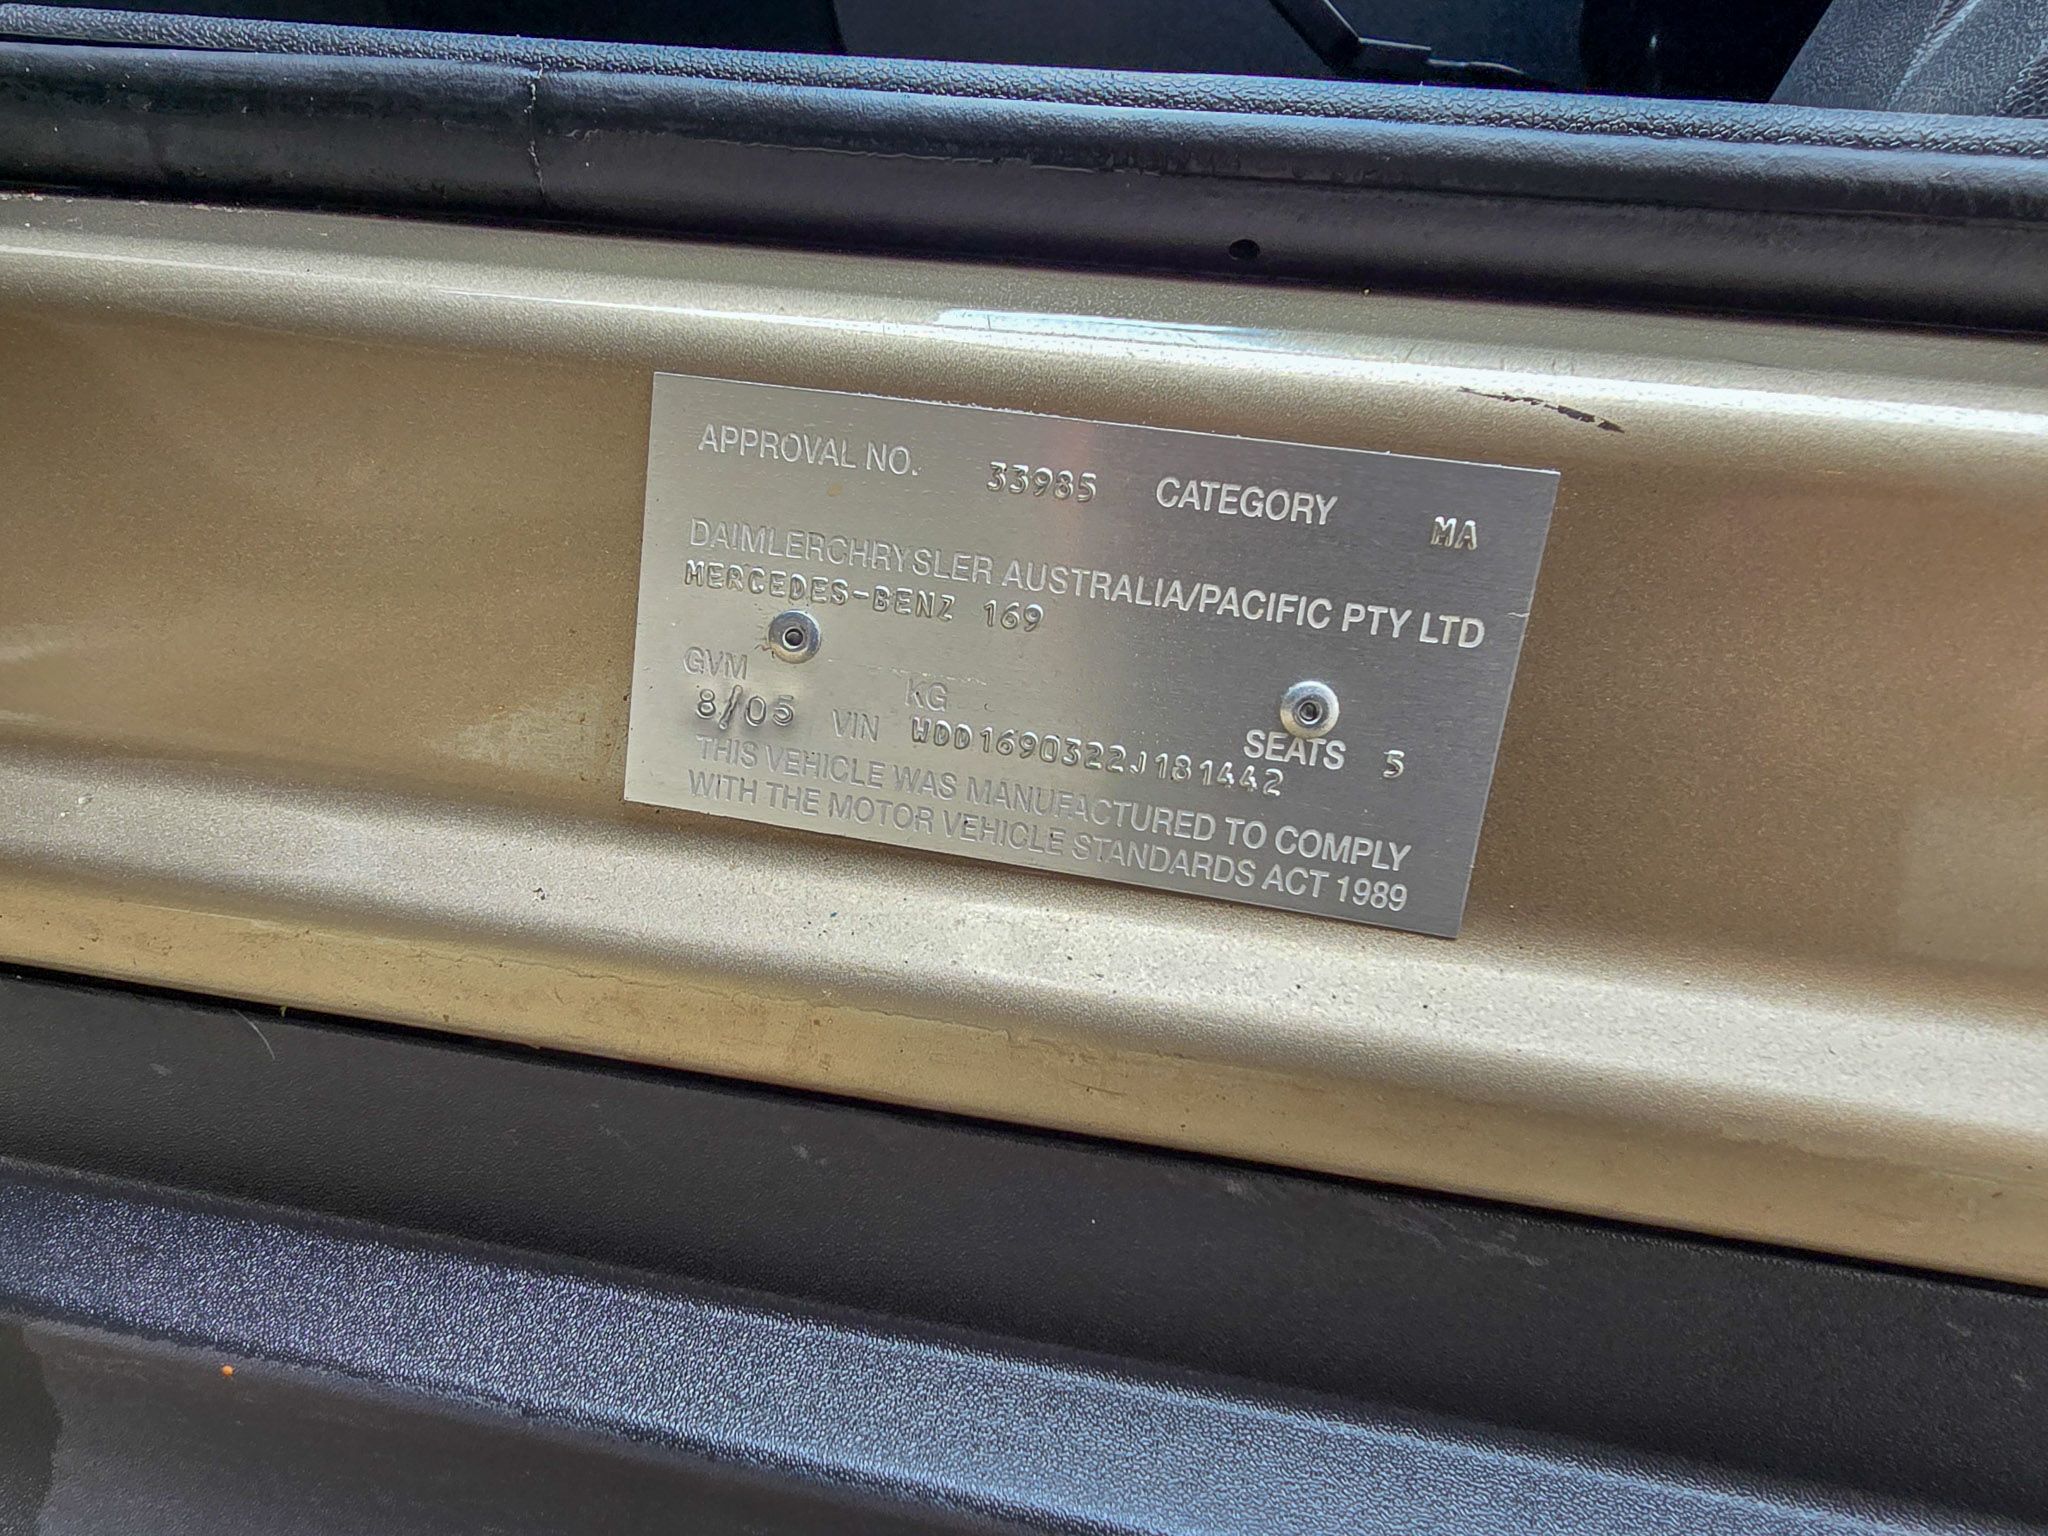 APPROVAL NO. 33985 CATEGORY MA
DAIMLERCHRYSLER AUSTRALIA/PACIFIC PTY LTD
MERCEDES-BENZ 169
GVM KG SEATS 5
8/05 VIN WDD1690322J181442
THIS VEHICLE WAS MANUFACTURED TO COMPLY
WITH THE MOTOR VEHICLE STANDARDS ACT 1989